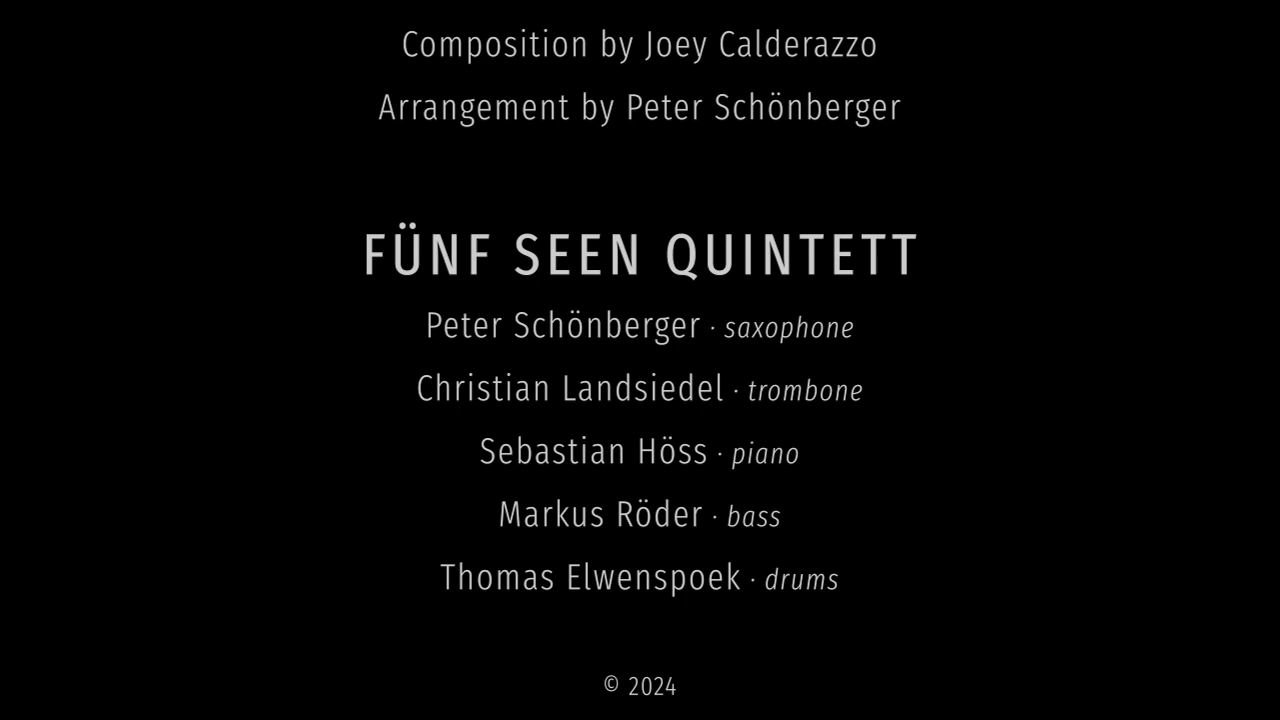 Composition by Joey Calderazzo
Arrangement by Peter Schönberger
FÜNF SEEN QUINTETT
Peter Schönberger · saxophone
Christian Landsiedel · trombone
Sebastian Höss · piano
Markus Röder · bass
Thomas Elwenspoek · drums
© 2024